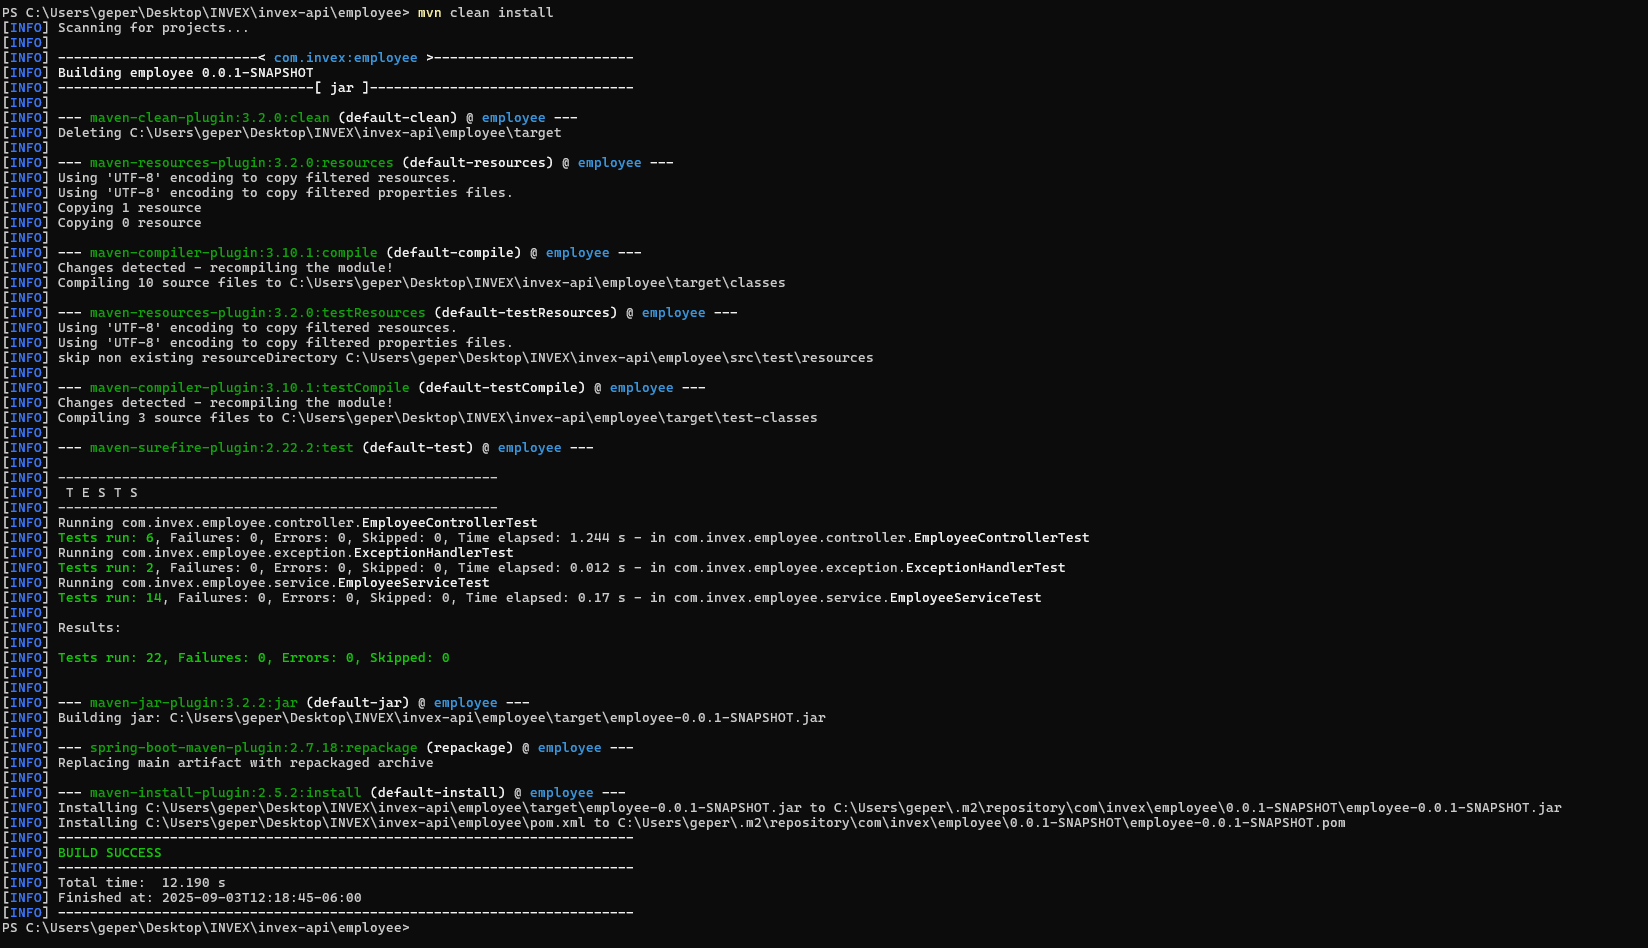 PS C:\Users\geper\Desktop\INVEX\invex-api\employee> mvn clean install
[INFO] Scanning for projects...
[INFO]
[INFO] -------------------------< com.invex:employee >-------------------------
[INFO] Building employee 0.0.1-SNAPSHOT
[INFO] --------------------------------[ jar ]---------------------------------
[INFO]
[INFO] --- maven-clean-plugin:3.2.0:clean (default-clean) @ employee ---
[INFO] Deleting C:\Users\geper\Desktop\INVEX\invex-api\employee\target
[INFO]
[INFO] --- maven-resources-plugin:3.2.0:resources (default-resources) @ employee ---
[INFO] Using 'UTF-8' encoding to copy filtered resources.
[INFO] Using 'UTF-8' encoding to copy filtered properties files.
[INFO] Copying 1 resource
[INFO] Copying 0 resource
[INFO]
[INFO] --- maven-compiler-plugin:3.10.1:compile (default-compile) @ employee ---
[INFO] Changes detected - recompiling the module!
[INFO] Compiling 10 source files to C:\Users\geper\Desktop\INVEX\invex-api\employee\target\classes
[INFO]
[INFO] --- maven-resources-plugin:3.2.0:testResources (default-testResources) @ employee ---
[INFO] Using 'UTF-8' encoding to copy filtered resources.
[INFO] Using 'UTF-8' encoding to copy filtered properties files.
[INFO] skip non existing resourceDirectory C:\Users\geper\Desktop\INVEX\invex-api\employee\src\test\resources
[INFO]
[INFO] --- maven-compiler-plugin:3.10.1:testCompile (default-testCompile) @ employee ---
[INFO] Changes detected - recompiling the module!
[INFO] Compiling 3 source files to C:\Users\geper\Desktop\INVEX\invex-api\employee\target\test-classes
[INFO]
[INFO] --- maven-surefire-plugin:2.22.2:test (default-test) @ employee ---
[INFO]
[INFO] -------------------------------------------------------
[INFO]  T E S T S
[INFO] -------------------------------------------------------
[INFO] Running com.invex.employee.controller.EmployeeControllerTest
[INFO] Tests run: 6, Failures: 0, Errors: 0, Skipped: 0, Time elapsed: 1.244 s - in com.invex.employee.controller.EmployeeControllerTest
[INFO] Running com.invex.employee.exception.ExceptionHandlerTest
[INFO] Tests run: 2, Failures: 0, Errors: 0, Skipped: 0, Time elapsed: 0.012 s - in com.invex.employee.exception.ExceptionHandlerTest
[INFO] Running com.invex.employee.service.EmployeeServiceTest
[INFO] Tests run: 14, Failures: 0, Errors: 0, Skipped: 0, Time elapsed: 0.17 s - in com.invex.employee.service.EmployeeServiceTest
[INFO]
[INFO] Results:
[INFO]
[INFO] Tests run: 22, Failures: 0, Errors: 0, Skipped: 0
[INFO]
[INFO]
[INFO] --- maven-jar-plugin:3.2.2:jar (default-jar) @ employee ---
[INFO] Building jar: C:\Users\geper\Desktop\INVEX\invex-api\employee\target\employee-0.0.1-SNAPSHOT.jar
[INFO]
[INFO] --- spring-boot-maven-plugin:2.7.18:repackage (repackage) @ employee ---
[INFO] Replacing main artifact with repackaged archive
[INFO]
[INFO] --- maven-install-plugin:2.5.2:install (default-install) @ employee ---
[INFO] Installing C:\Users\geper\Desktop\INVEX\invex-api\employee\target\employee-0.0.1-SNAPSHOT.jar to C:\Users\geper\.m2\repository\com\invex\employee\0.0.1-SNAPSHOT\employee-0.0.1-SNAPSHOT.jar
[INFO] Installing C:\Users\geper\Desktop\INVEX\invex-api\employee\pom.xml to C:\Users\geper\.m2\repository\com\invex\employee\0.0.1-SNAPSHOT\employee-0.0.1-SNAPSHOT.pom
[INFO] ------------------------------------------------------------------------
[INFO] BUILD SUCCESS
[INFO] ------------------------------------------------------------------------
[INFO] Total time:  12.190 s
[INFO] Finished at: 2025-09-03T12:18:45-06:00
[INFO] ------------------------------------------------------------------------
PS C:\Users\geper\Desktop\INVEX\invex-api\employee>